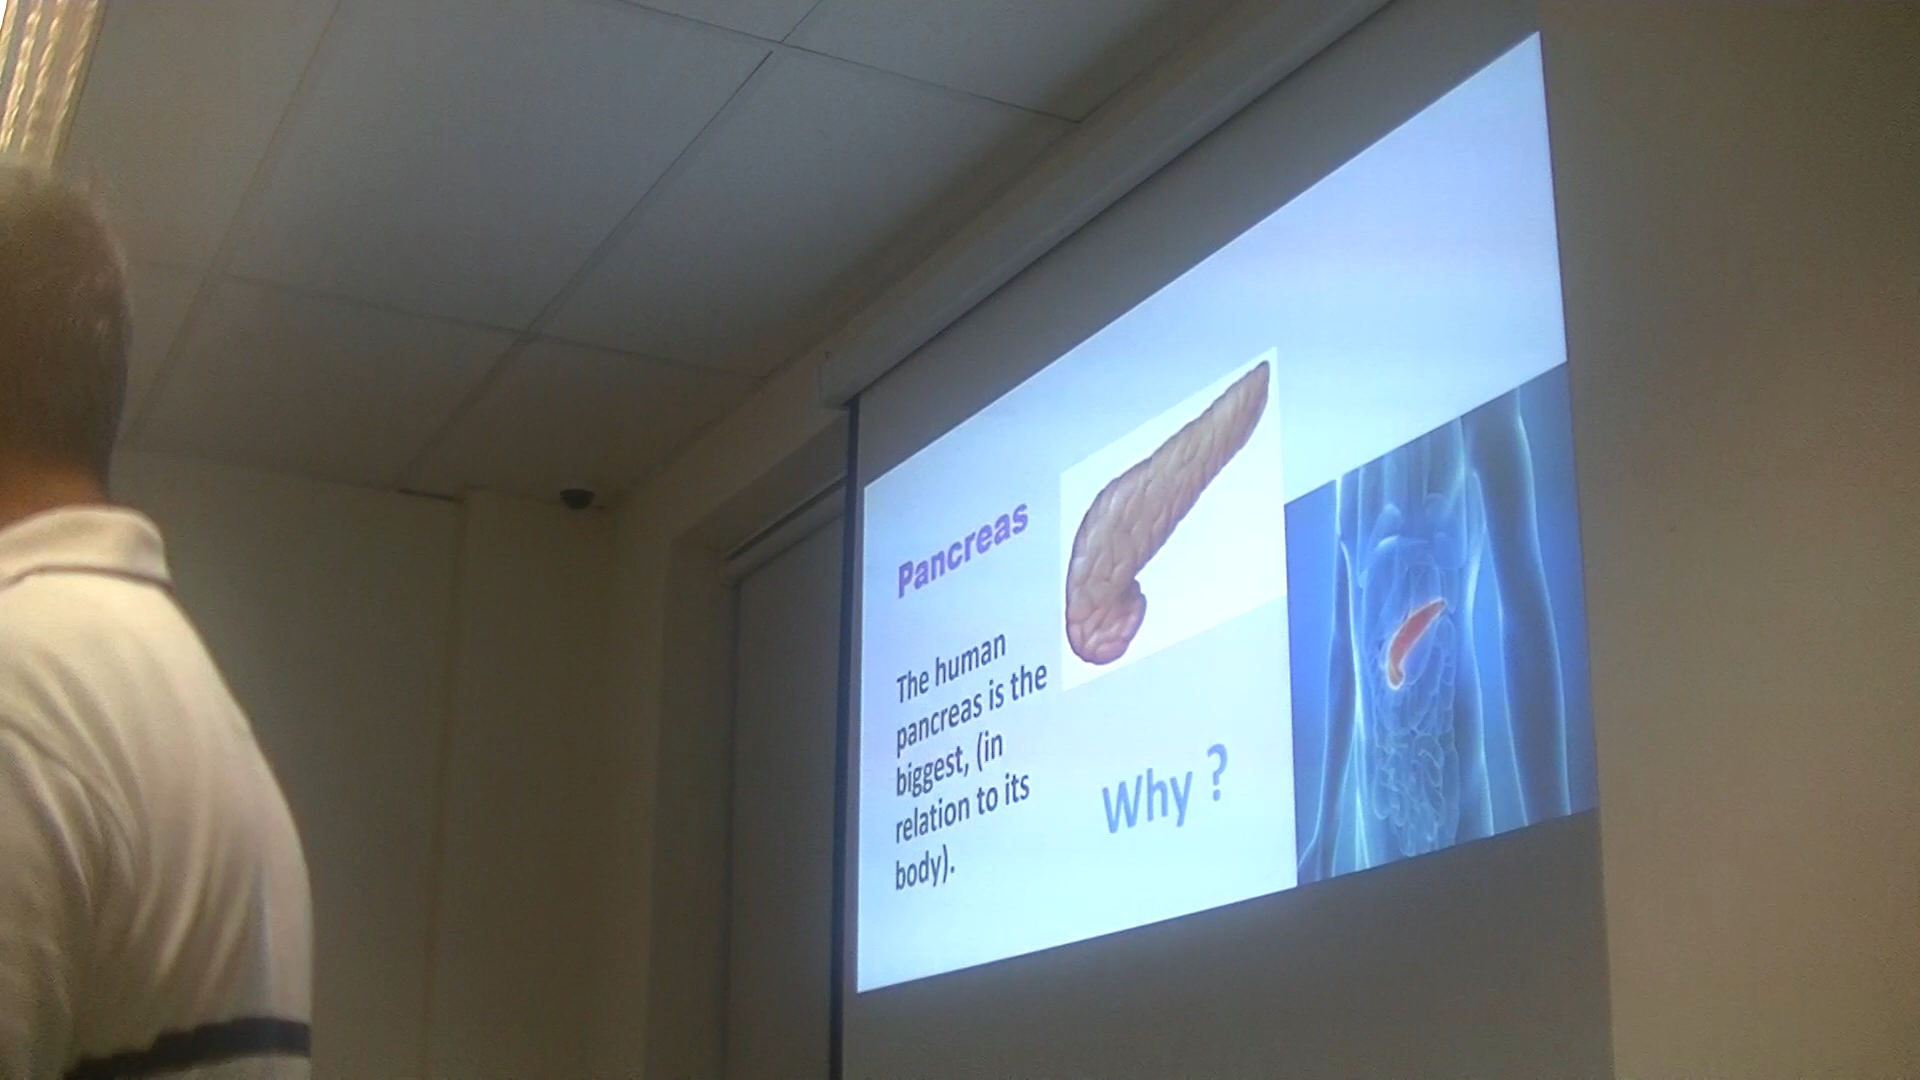 Pancreas
The human
pancreas is the
biggest, (in
relation to its
body).
Why ?